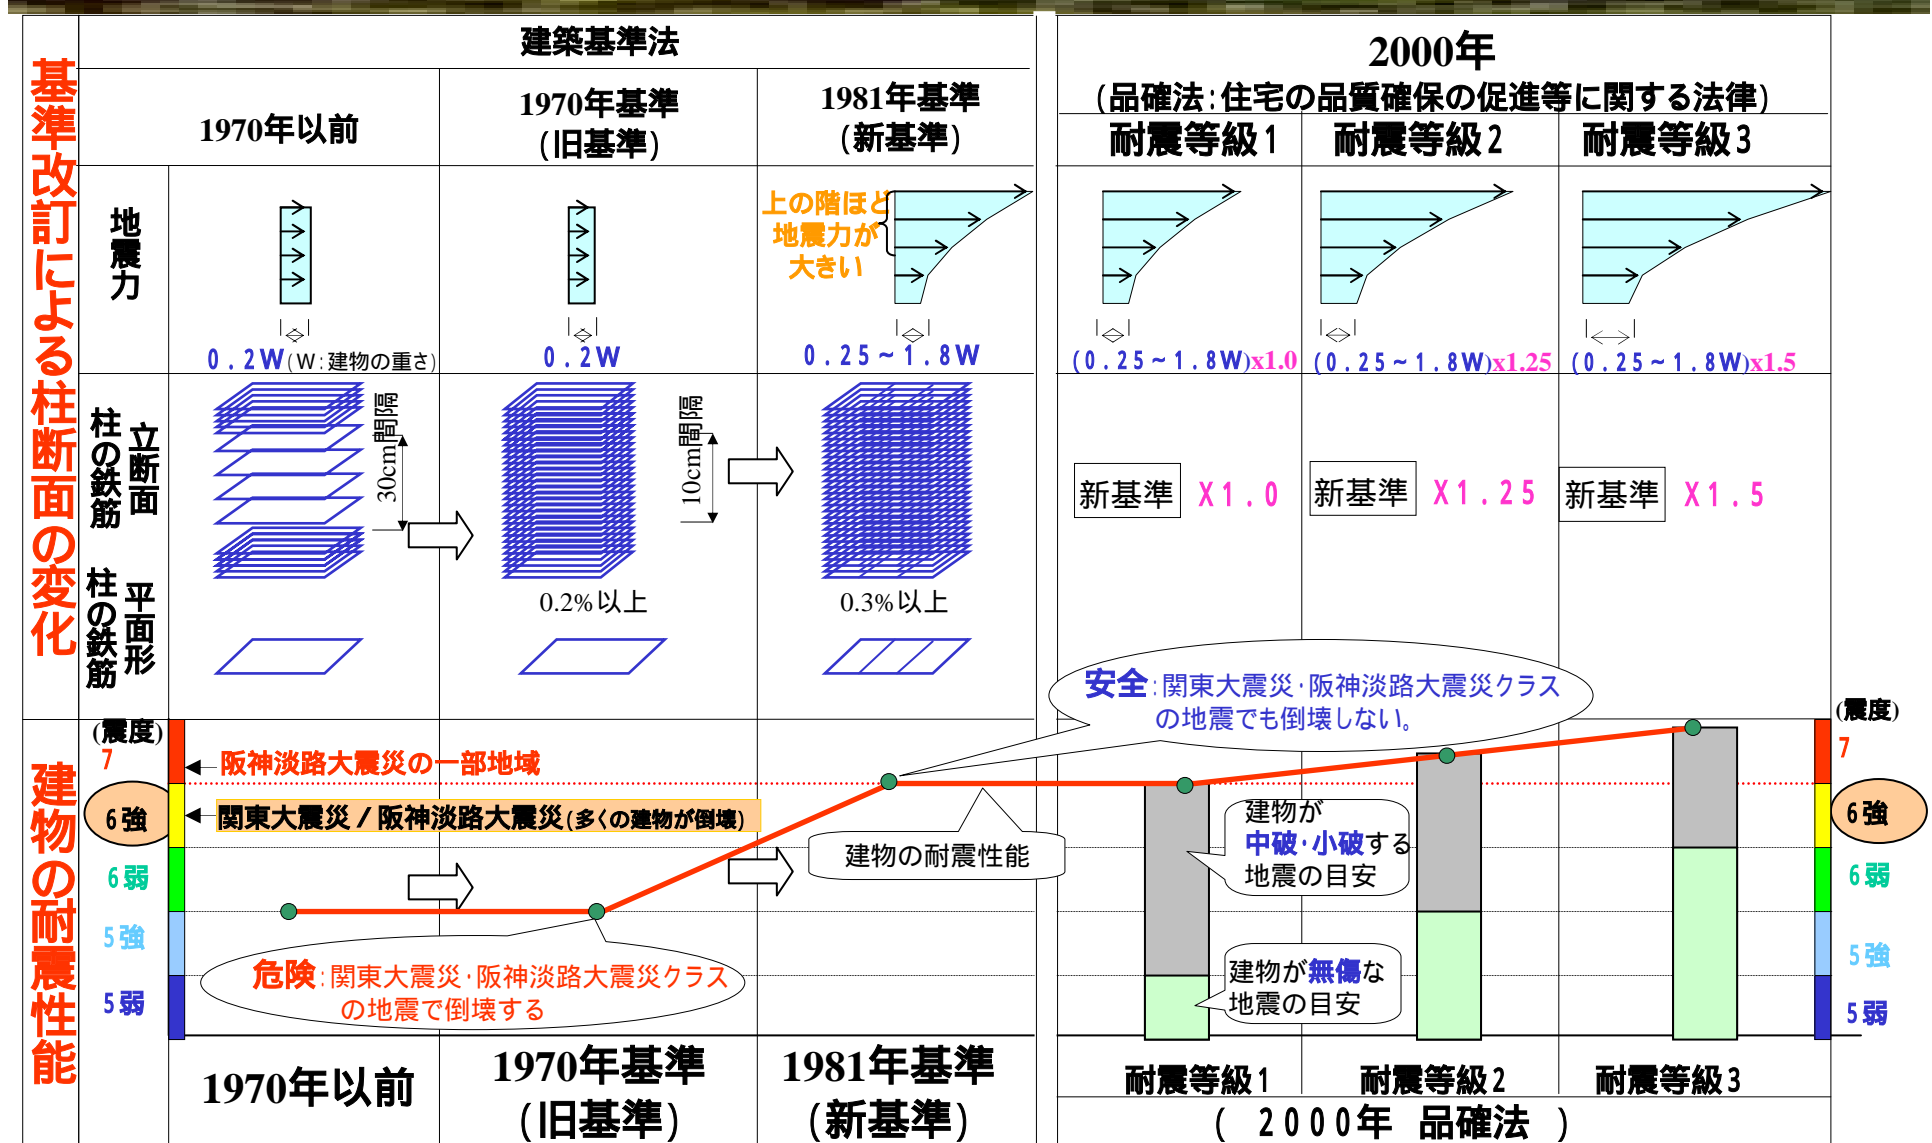 基準改訂による柱断面の変化
建築基準法
1970年以前
1970年基準
(旧基準)
1981年基準
(新基準)
2000年
(品確法:住宅の品質確保の促進等に関する法律)
耐震等級1
耐震等級2
耐震等級3
地震力
上の階ほど
地震力が
大きい
0.2W(W:建物の重さ)
0.2W
0.25~1.8W
(0.25~1.8W)x1.0
(0.25~1.8W)x1.25
(0.25~1.8W)x1.5
柱の鉄筋
立断面
30cm間隔
10cm間隔
新基準 X1.0
新基準 X1.25
新基準 X1.5
柱の鉄筋
平面形
0.2%以上
0.3%以上
建物の耐震性能
(震度)
7
6強
6弱
5強
5弱
阪神淡路大震災の一部地域
関東大震災/阪神淡路大震災(多くの建物が倒壊)
安全:関東大震災・阪神淡路大震災クラス
の地震でも倒壊しない。
建物の耐震性能
危険:関東大震災・阪神淡路大震災クラス
の地震で倒壊する
建物が
中破・小破する
地震の目安
建物が無傷な
地震の目安
(震度)
7
6強
6弱
5強
5弱
1970年以前
1970年基準
(旧基準)
1981年基準
(新基準)
耐震等級1
耐震等級2
耐震等級3
(2000年 品確法)